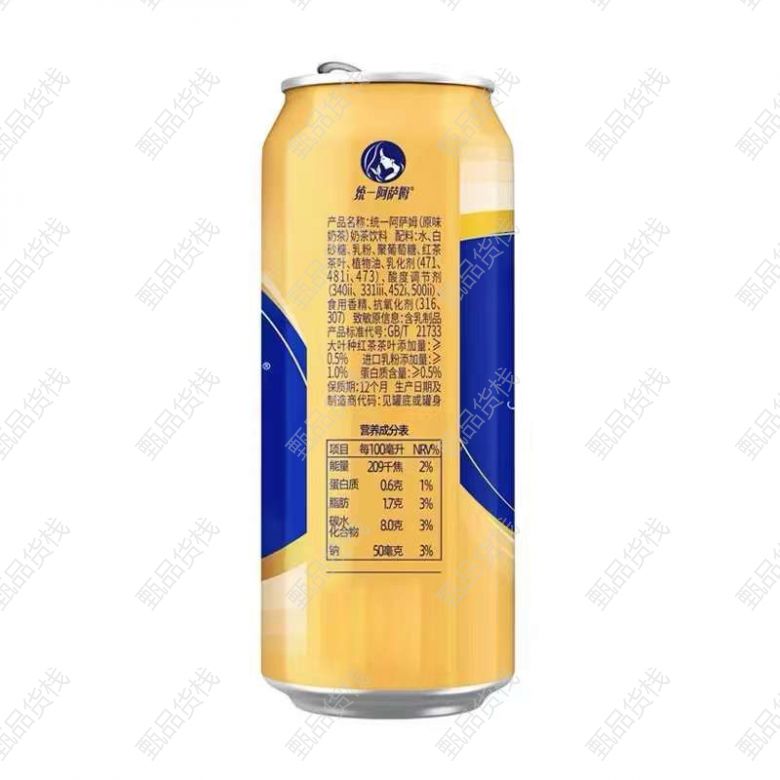 统一阿萨姆®
产品名称:统一阿萨姆(原味
奶茶)奶茶饮料 配料:水、白
砂糖、乳粉、聚葡萄糖、红茶
茶叶、植物油、乳化剂(471、
481i、473)、酸度调节剂
(340ii、331iii、452i、500ii)、
食用香精、抗氧化剂(316、
307) 致敏原信息:含乳制品
产品标准代号:GB/T 21733
大叶种红茶茶叶添加量:≥
0.5% 进口乳粉添加量:≥
1.0% 蛋白质含量:≥0.5%
保质期:12个月 生产日期及
制造商代码:见罐底或罐身
营养成分表
项目 每100毫升 NRV%
能量 209千焦 2%
蛋白质 0.6克 1%
脂肪 1.7克 3%
碳水
化合物 8.0克 3%
钠 50毫克 3%
®
甄品货栈